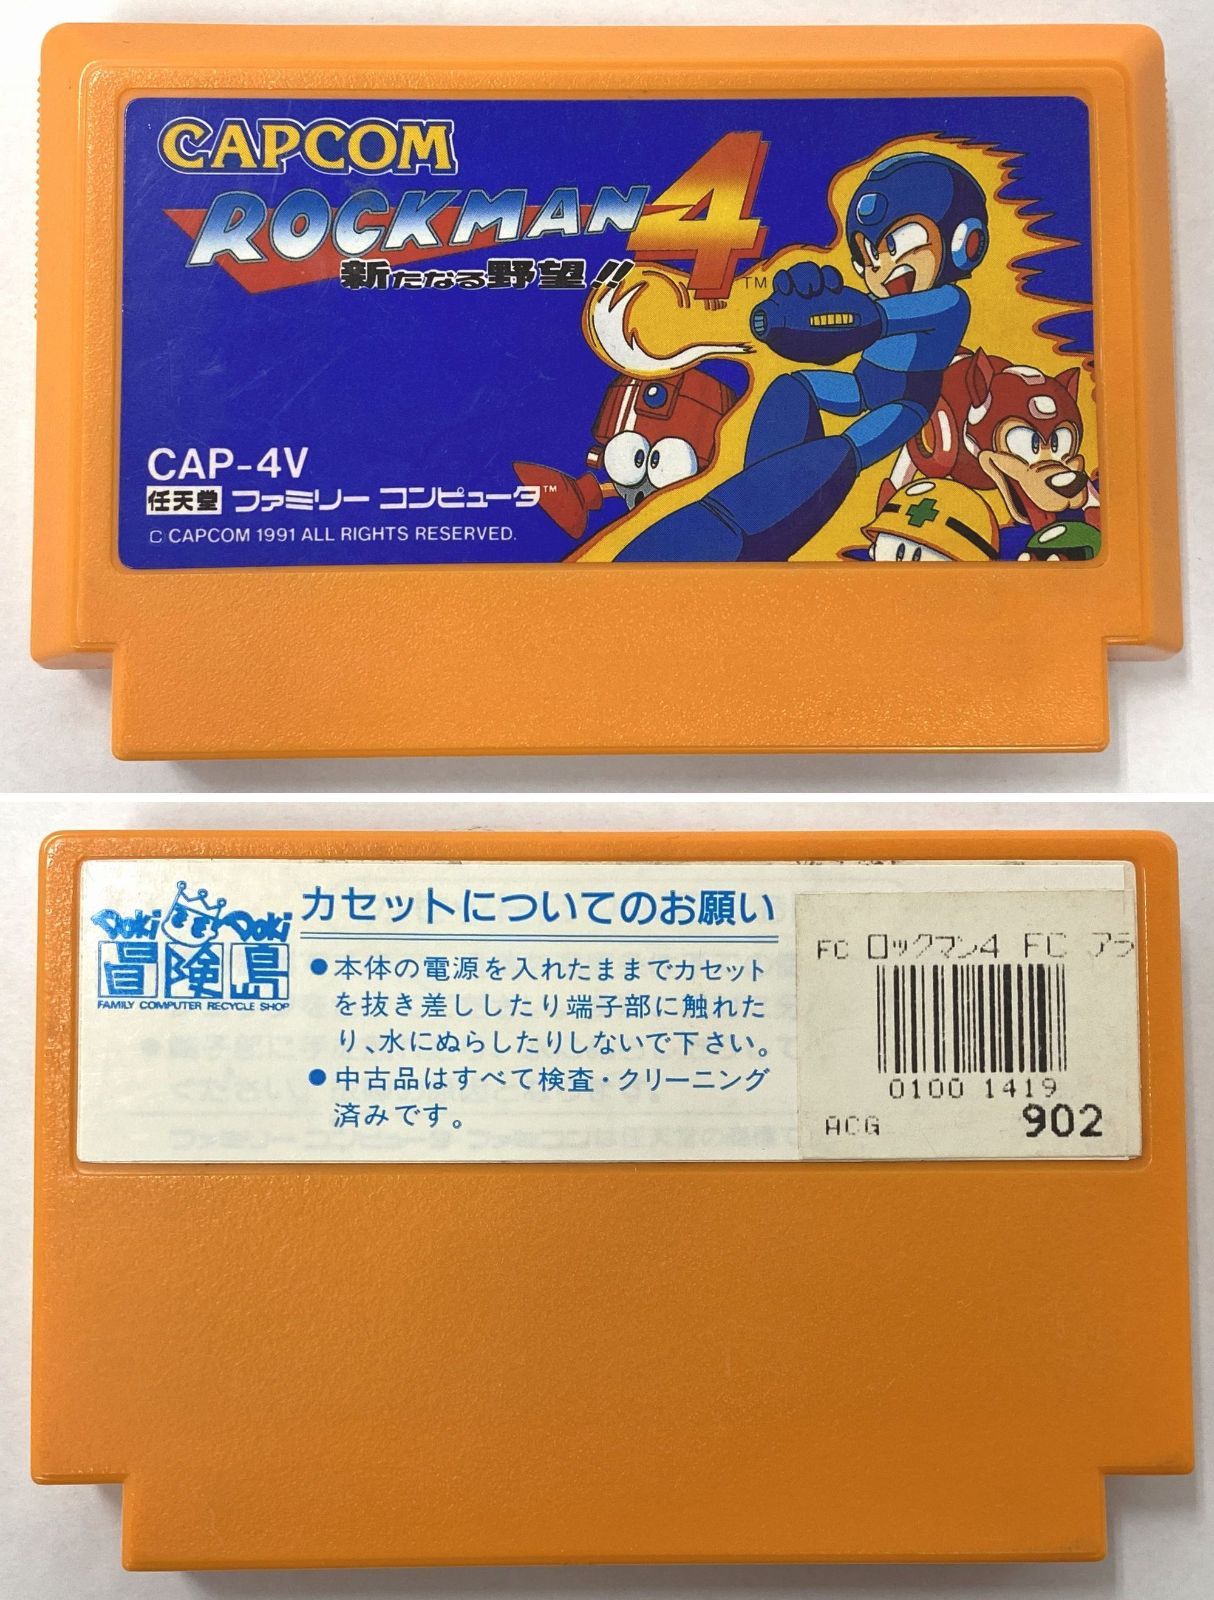 CAPCOM
ROCKMAN 4
新たなる野望!!
TM
CAP-4V
任天堂 ファミリー コンピュータ™
© CAPCOM 1991 ALL RIGHTS RESERVED.
Doki Doki
冒険島
FAMILY COMPUTER RECYCLE SHOP
カセットについてのお願い
●本体の電源を入れたままでカセット
を抜き差ししたり端子部に触れた
り、水にぬらしたりしないで下さい。
●中古品はすべて検査・クリーニング
済みです。
FC ロックマン4 FC アラ
0100 1419
ACG 902